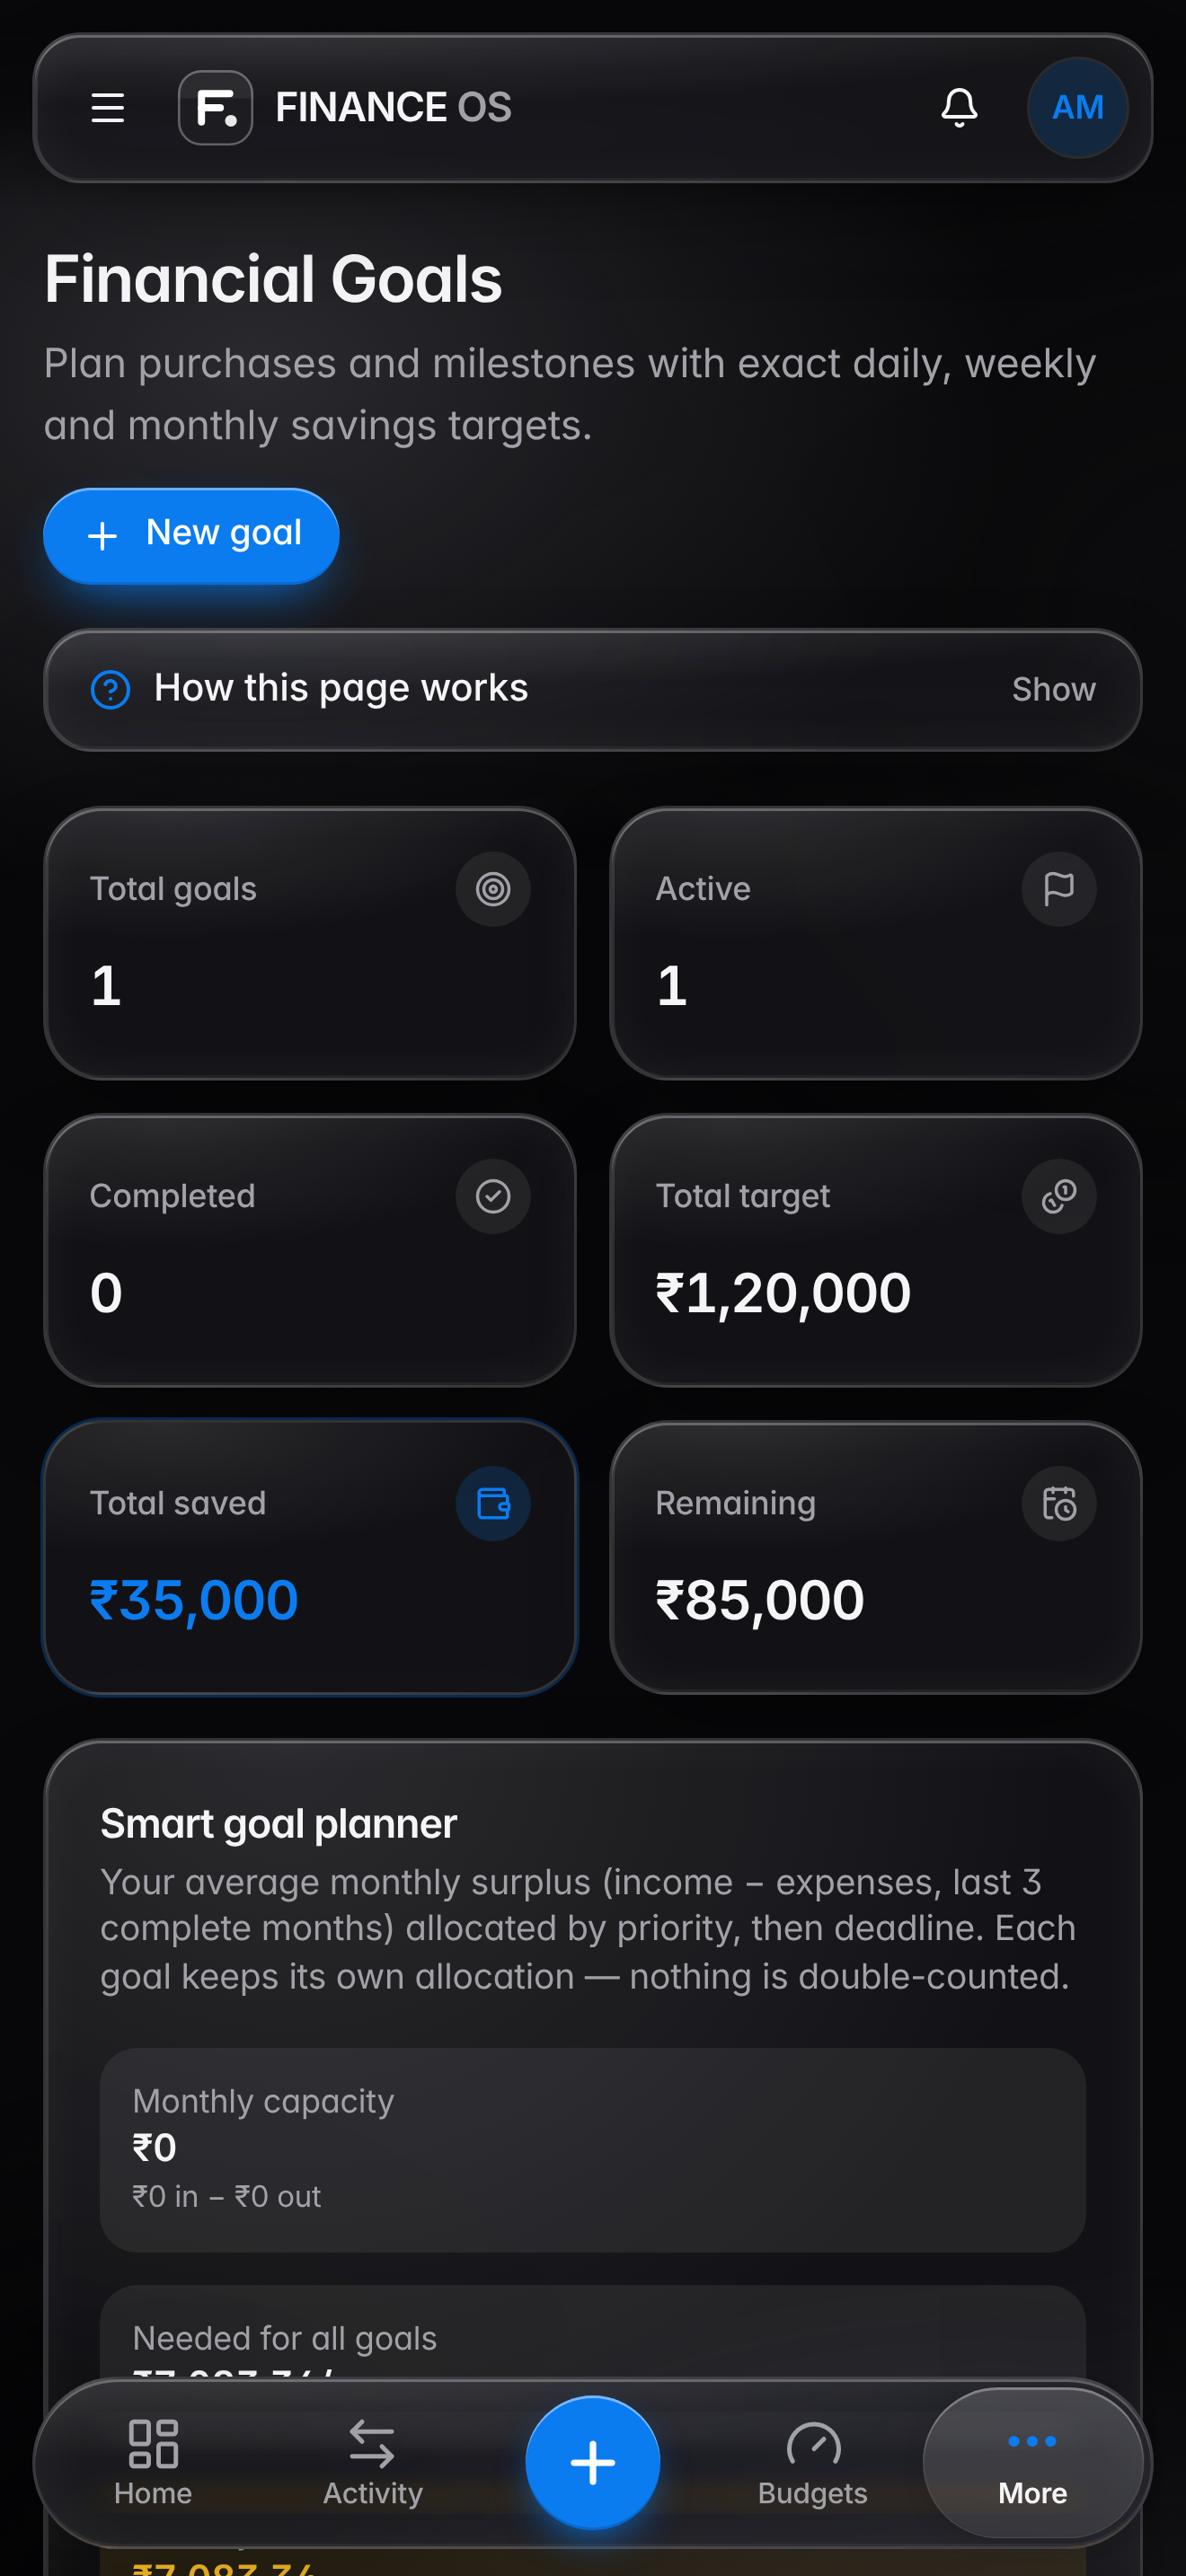 F. FINANCE OS AM
Financial Goals
Plan purchases and milestones with exact daily, weekly
and monthly savings targets.
+ New goal
How this page works Show
Total goals
1
Active
1
Completed
0
Total target
₹1,20,000
Total saved
₹35,000
Remaining
₹85,000
Smart goal planner
Your average monthly surplus (income – expenses, last 3
complete months) allocated by priority, then deadline. Each
goal keeps its own allocation — nothing is double-counted.
Monthly capacity
₹0
₹0 in – ₹0 out
Needed for all goals
Home Activity Budgets More